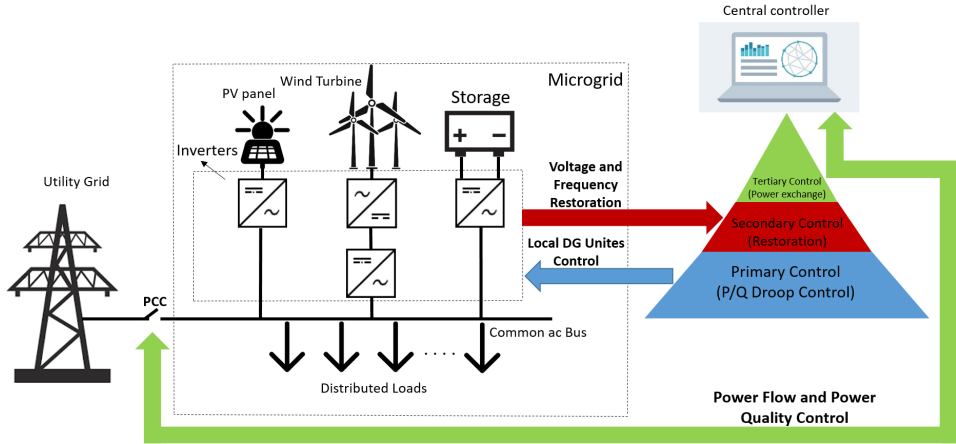 Central controller
Microgrid
Wind Turbine
PV panel
Storage
Inverters
Utility Grid
Voltage and
Frequency
Restoration
Tertiary Control
(Power exchange)
Secondary Control
(Restoration)
Local DG Unites
Control
Primary Control
(P/Q Droop Control)
PCC
Common ac Bus
Distributed Loads
Power Flow and Power
Quality Control